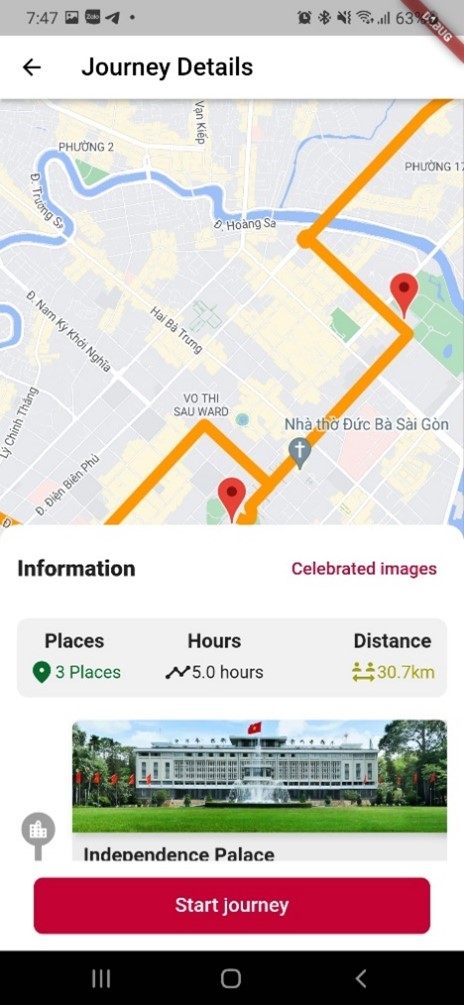 7:47
Zalo
63%
DEBUG
Journey Details
Vạn Kiếp
PHƯỜNG 2
PHƯỜNG 17
Đ. Trường Sa
Đ. Hoàng Sa
Đ. Nam Kỳ Khởi Nghĩa
Hai Bà Trưng
Lý Chính Thắng
VO THI
SAU WARD
Nhà thờ Đức Bà Sài Gòn
Đ. Điện Biên Phủ
Đ
Information
Celebrated images
Places
Hours
Distance
3 Places
5.0 hours
30.7km
Independence Palace
Start journey